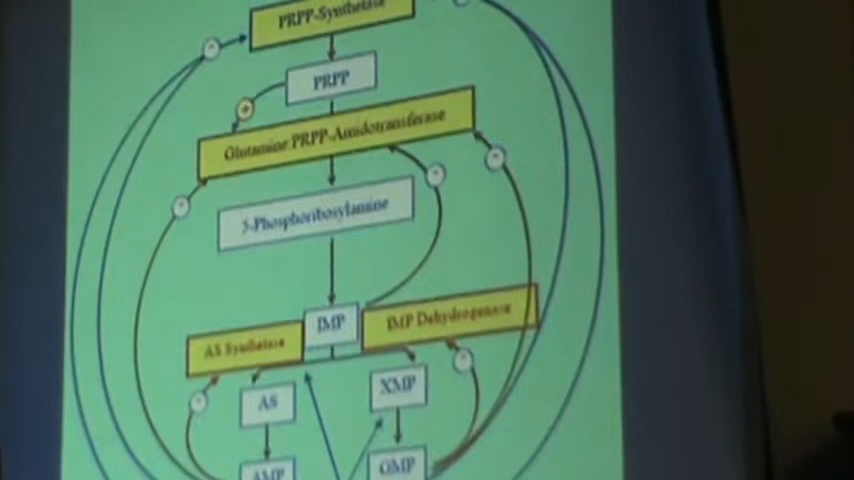 PRPP-Synthetase
PRPP
+
Glutamine PRPP-Amidotransferase
5-Phosphoribosylamine
IMP
IMP Dehydrogenase
AS Synthetase
AS
XMP
AMP
GMP